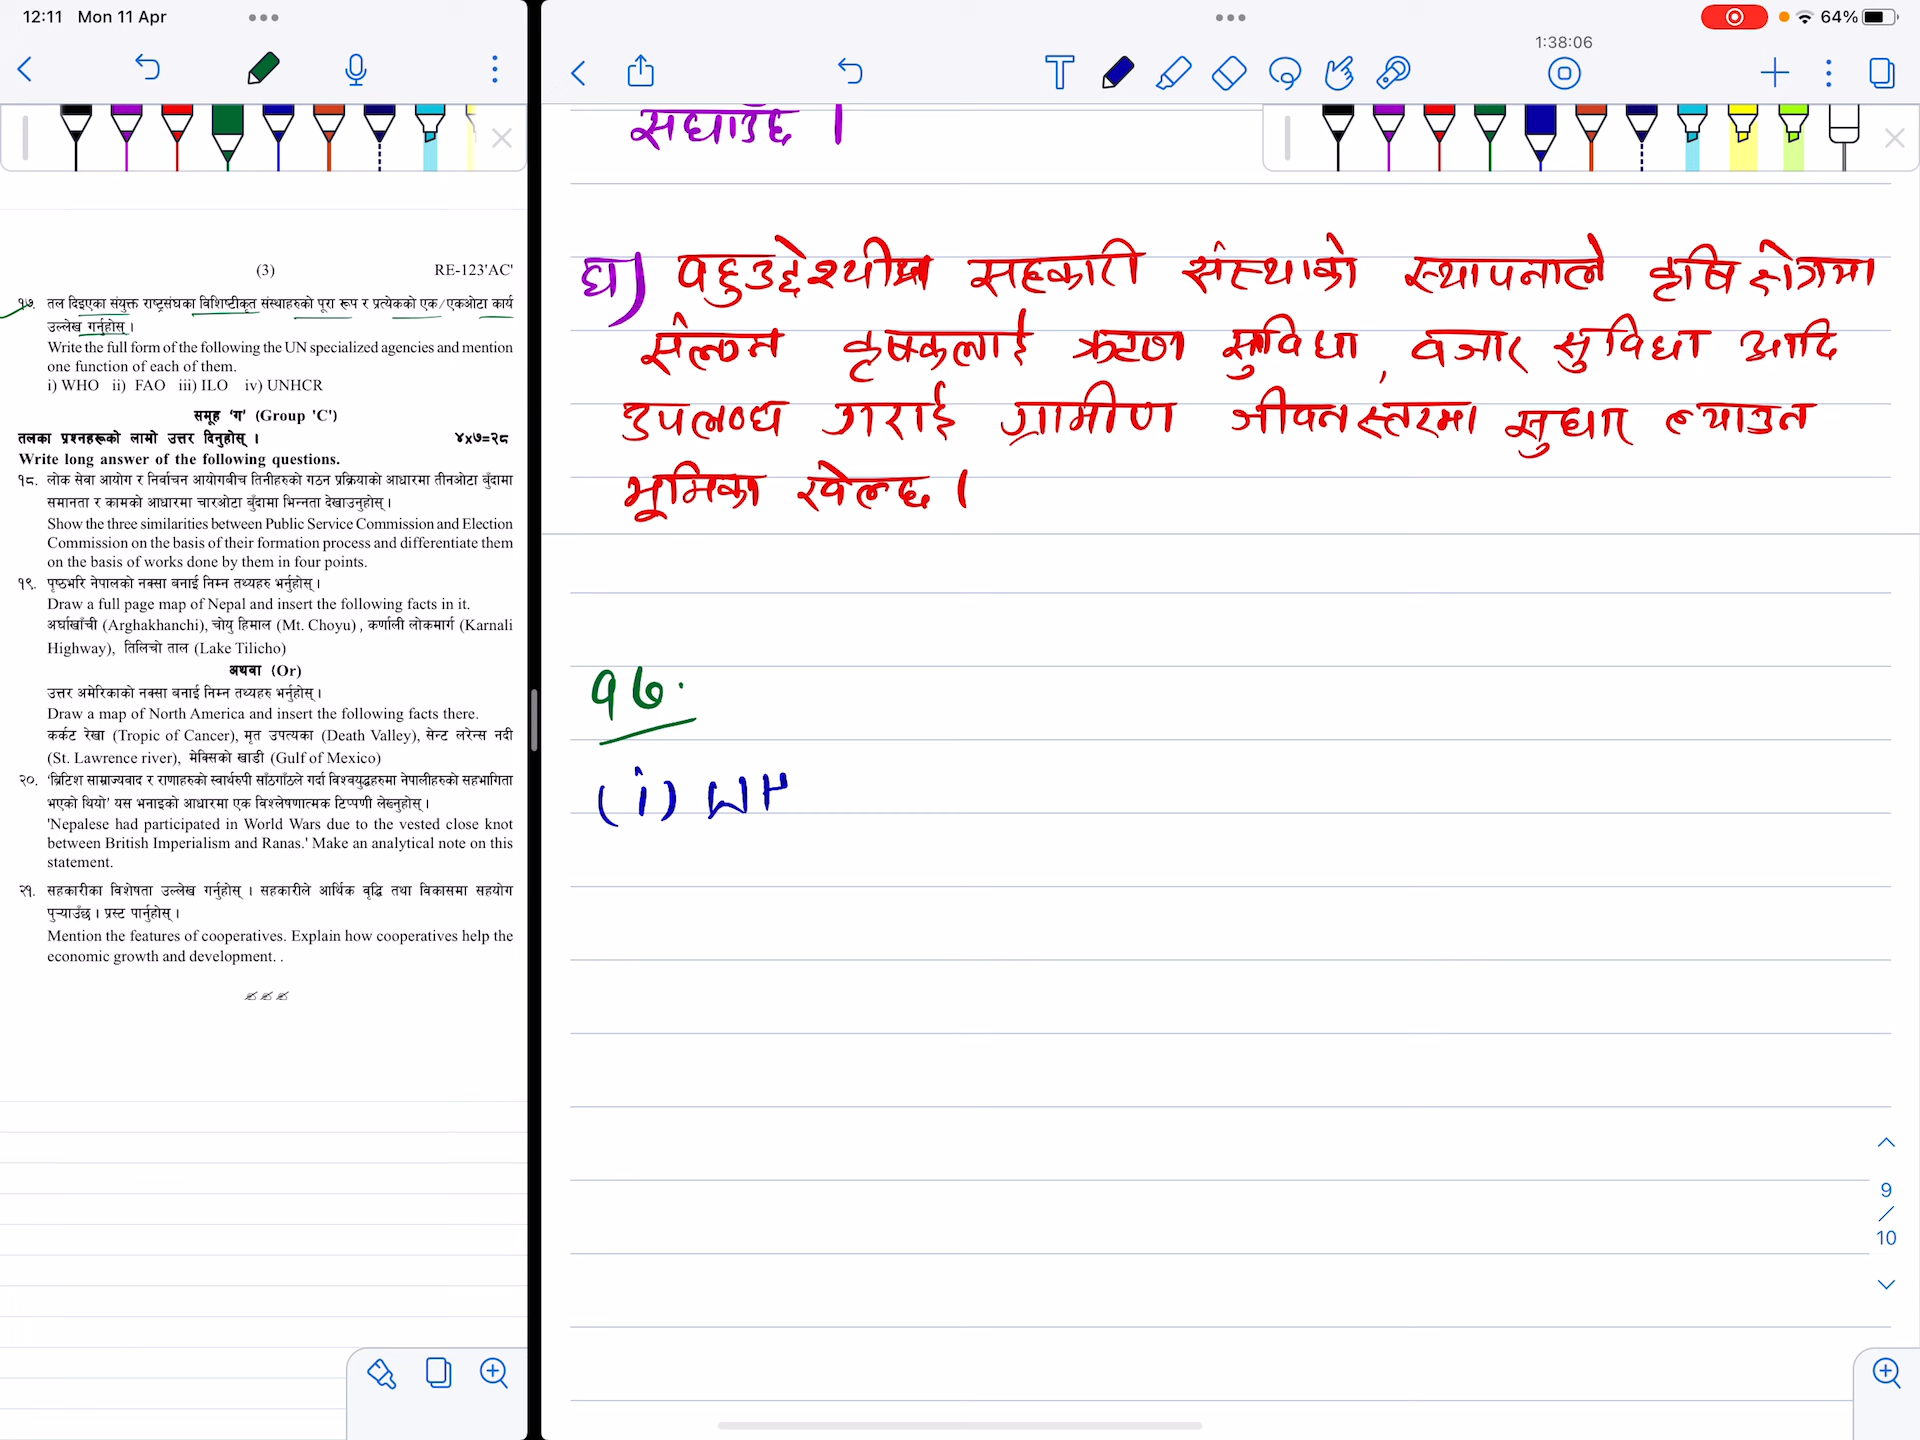 12:11 Mon 11 Apr
64%
1:38:06
(3) RE-123'AC'
१७. तल दिइएका संयुक्त राष्ट्रसंघका विशिष्टीकृत संस्थाहरुको पूरा रूप र प्रत्येकको एक/एकओटा कार्य
उल्लेख गर्नुहोस् ।
Write the full form of the following the UN specialized agencies and mention
one function of each of them.
i) WHO ii) FAO iii) ILO iv) UNHCR
समूह 'ग' (Group 'C')
तलका प्रश्नहरूको लामो उत्तर दिनुहोस् । ४x७=२८
Write long answer of the following questions.
१८. लोक सेवा आयोग र निर्वाचन आयोगबीच तिनीहरुको गठन प्रक्रियाको आधारमा तीनओटा बुँदामा
समानता र कामको आधारमा चारओटा बुँदामा भिन्नता देखाउनुहोस् ।
Show the three similarities between Public Service Commission and Election
Commission on the basis of their formation process and differentiate them
on the basis of works done by them in four points.
१९. पृष्ठभरि नेपालको नक्सा बनाई निम्न तथ्यहरु भर्नुहोस् ।
Draw a full page map of Nepal and insert the following facts in it.
अर्घाखाँची (Arghakhanchi), चोयु हिमाल (Mt. Choyu) , कर्णाली लोकमार्ग (Karnali
Highway), तिलिचो ताल (Lake Tilicho)
अथवा (Or)
उत्तर अमेरिकाको नक्सा बनाई निम्न तथ्यहरु भर्नुहोस् ।
Draw a map of North America and insert the following facts there.
कर्कट रेखा (Tropic of Cancer), मृत उपत्यका (Death Valley), सेन्ट लरेन्स नदी
(St. Lawrence river), मेक्सिको खाडी (Gulf of Mexico)
२०. 'ब्रिटिश साम्राज्यवाद र राणाहरुको स्वार्थरुपी साँठगाँठले गर्दा विश्वयुद्धहरुमा नेपालीहरुको सहभागिता
भएको थियो' यस भनाइको आधारमा एक विश्लेषणात्मक टिप्पणी लेख्नुहोस् ।
'Nepalese had participated in World Wars due to the vested close knot
between British Imperialism and Ranas.' Make an analytical note on this
statement.
२१. सहकारीका विशेषता उल्लेख गर्नुहोस् । सहकारीले आर्थिक वृद्धि तथा विकासमा सहयोग
पुऱ्याउँछ । प्रस्ट पार्नुहोस् ।
Mention the features of cooperatives. Explain how cooperatives help the
economic growth and development. .
सघाउँछ ।
घ) वहुउद्देश्यीय सहकारी संस्थाको स्थापनाले कृषि क्षेत्रमा
संलग्न कृषकलाई ऋण सुविधा, वजार सुविधा आदि
उपलब्ध गराई ग्रामीण जीवनस्तरमा सुधार ल्याउन
भूमिका खेल्छ ।
१७.
(i) WH
9
/
10